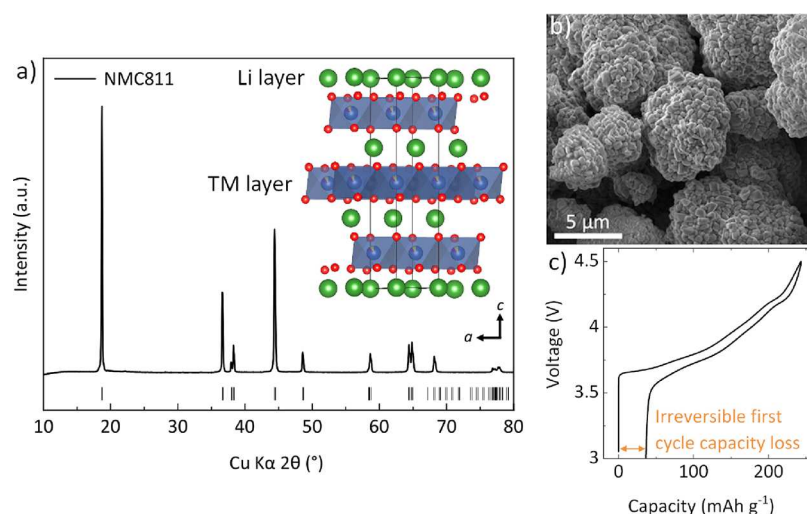 a)
NMC811
Li layer
TM layer
Intensity (a.u.)
c
a
10 20 30 40 50 60 70 80
Cu Kα 2θ (°)
b)
5 µm
c)
4.5
4
3.5
3
Voltage (V)
Irreversible first
cycle capacity
loss
0 100 200
Capacity (mAh g⁻¹)